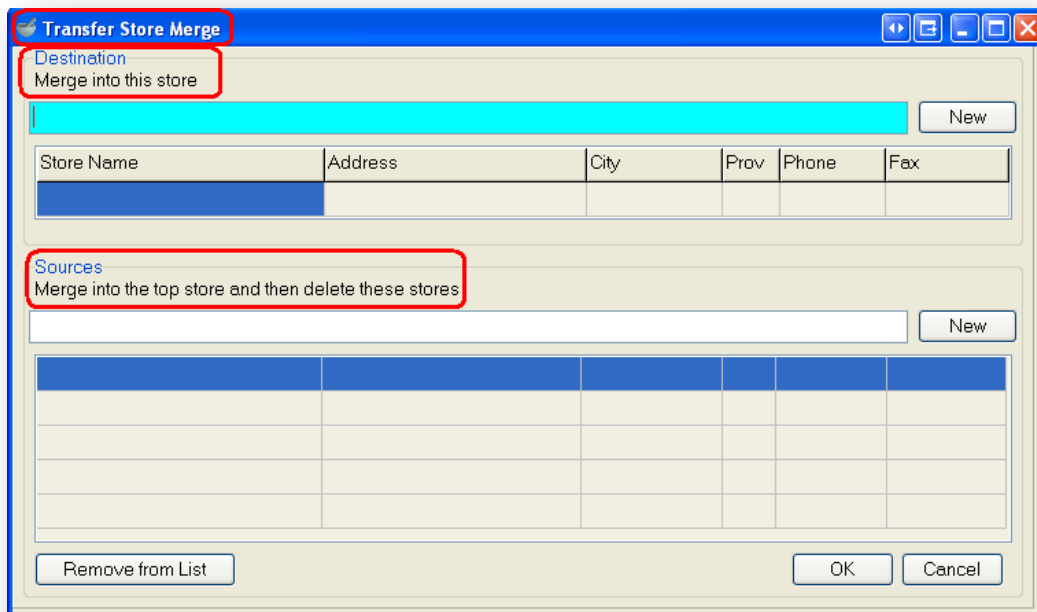 Transfer Store Merge
Destination
Merge into this store
New
Store Name Address City Prov Phone Fax
Sources
Merge into the top store and then delete these stores
New
Remove from List OK Cancel